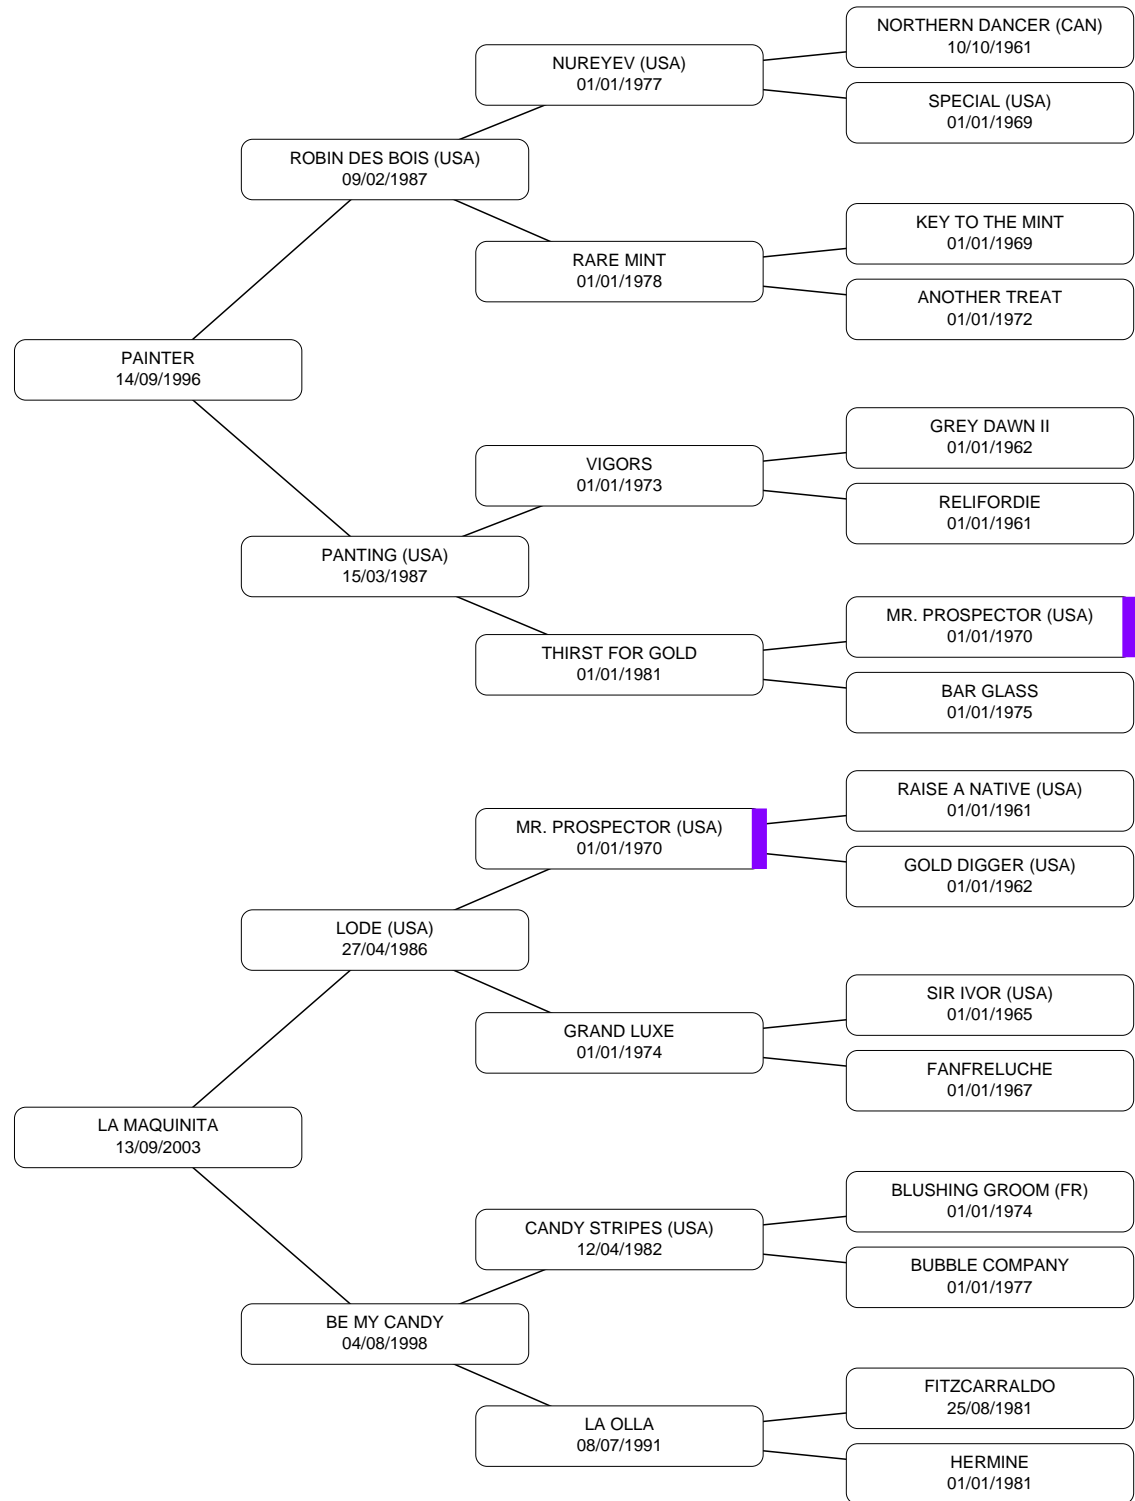 NORTHERN DANCER (CAN)
10/10/1961
NUREYEV (USA)
01/01/1977
SPECIAL (USA)
01/01/1969
ROBIN DES BOIS (USA)
09/02/1987
KEY TO THE MINT
01/01/1969
RARE MINT
01/01/1978
ANOTHER TREAT
01/01/1972
PAINTER
14/09/1996
GREY DAWN II
01/01/1962
VIGORS
01/01/1973
RELIFORDIE
01/01/1961
PANTING (USA)
15/03/1987
MR. PROSPECTOR (USA)
01/01/1970
THIRST FOR GOLD
01/01/1981
BAR GLASS
01/01/1975
RAISE A NATIVE (USA)
01/01/1961
MR. PROSPECTOR (USA)
01/01/1970
GOLD DIGGER (USA)
01/01/1962
LODE (USA)
27/04/1986
SIR IVOR (USA)
01/01/1965
GRAND LUXE
01/01/1974
FANFRELUCHE
01/01/1967
LA MAQUINITA
13/09/2003
BLUSHING GROOM (FR)
01/01/1974
CANDY STRIPES (USA)
12/04/1982
BUBBLE COMPANY
01/01/1977
BE MY CANDY
04/08/1998
FITZCARRALDO
25/08/1981
LA OLLA
08/07/1991
HERMINE
01/01/1981